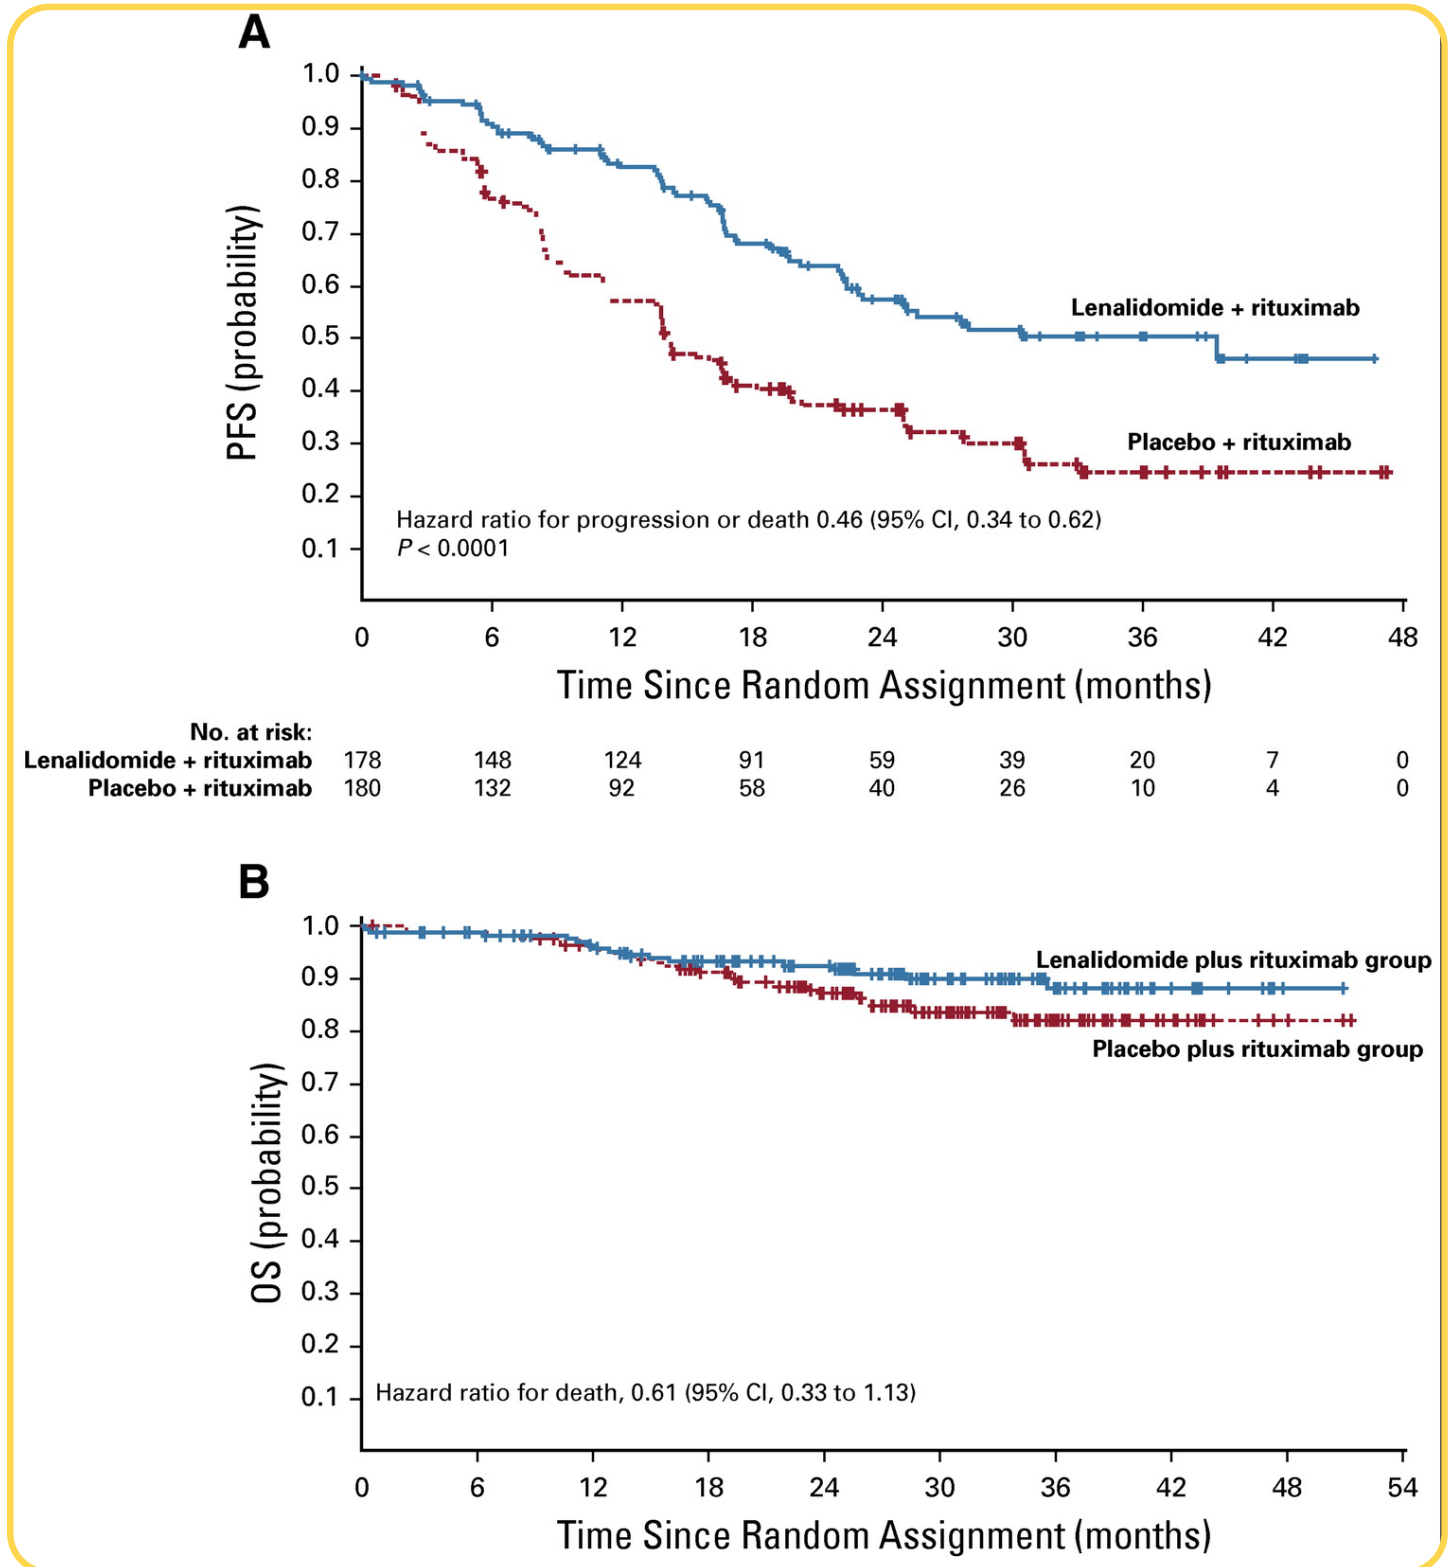 A
1.0
0.9
0.8
0.7
0.6
0.5
0.4
0.3
0.2
0.1
PFS (probability)
Lenalidomide + rituximab
Placebo + rituximab
Hazard ratio for progression or death 0.46 (95% CI, 0.34 to 0.62)
P < 0.0001
0 6 12 18 24 30 36 42 48
Time Since Random Assignment (months)
No. at risk:
Lenalidomide + rituximab 178 148 124 91 59 39 20 7 0
Placebo + rituximab 180 132 92 58 40 26 10 4 0
B
1.0
0.9
0.8
0.7
0.6
0.5
0.4
0.3
0.2
0.1
OS (probability)
Lenalidomide plus rituximab group
Placebo plus rituximab group
Hazard ratio for death, 0.61 (95% CI, 0.33 to 1.13)
0 6 12 18 24 30 36 42 48 54
Time Since Random Assignment (months)